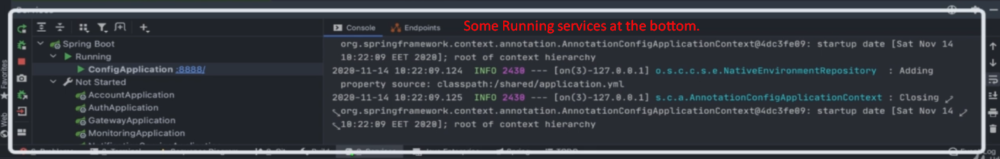 Services
Console
Endpoints
Some Running services at the bottom.
Spring Boot
Running
ConfigApplication :8888/
Not Started
AccountApplication
AuthApplication
GatewayApplication
MonitoringApplication
org.springframework.context.annotation.AnnotationConfigApplicationContext@4dc3fe09: startup date [Sat Nov 14
10:22:09 EET 2020]; root of context hierarchy
2020-11-14 10:22:09.124 INFO 2430 --- [on(3)-127.0.0.1] o.s.c.c.s.e.NativeEnvironmentRepository : Adding
property source: classpath:/shared/application.yml
2020-11-14 10:22:09.125 INFO 2430 --- [on(3)-127.0.0.1] s.c.a.AnnotationConfigApplicationContext : Closing
org.springframework.context.annotation.AnnotationConfigApplicationContext@4dc3fe09: startup date [Sat Nov 14
10:22:09 EET 2020]; root of context hierarchy
Favorites
Web